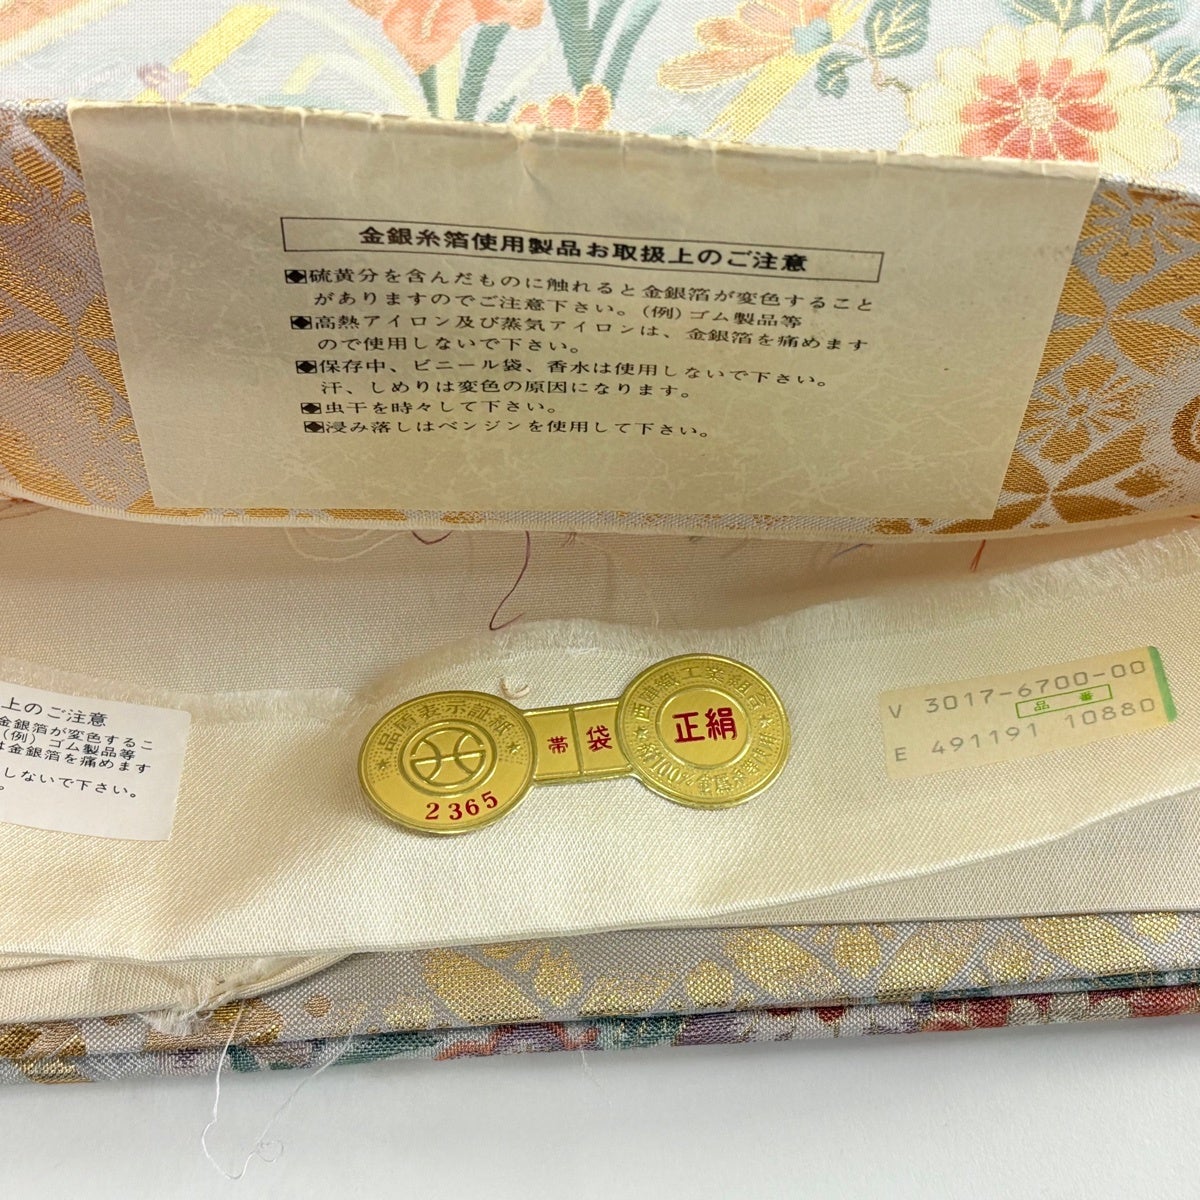 金銀糸箔使用製品お取扱上のご注意
◆硫黄分を含んだものに触れると金銀箔が変色すること
がありますのでご注意下さい。(例)ゴム製品等
◆高熱アイロン及び蒸気アイロンは、金銀箔を痛めます
ので使用しないで下さい。
◆保存中、ビニール袋、香水は使用しないで下さい。
汗、しめりは変色の原因になります。
◆虫干を時々して下さい。
◆浸み落しはベンジンを使用して下さい。
上のご注意
金銀箔が変色するこ
(例)ゴム製品等
は金銀箔を痛めます
しないで下さい。
品質表示証紙
2365
帯袋
西陣織工業組合
正絹
V 3017-6700-00
品番
E 491191 10880